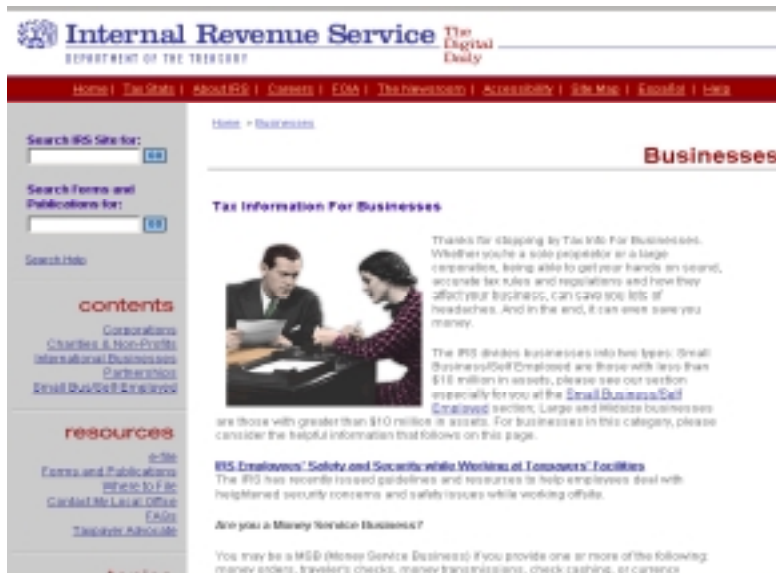 Internal Revenue Service
The
Digital
Daily
DEPARTMENT OF THE TREASURY
Home | Tax Stats | About IRS | Careers | FOIA | The Newsroom | Accessibility | Site Map | Español | Help
Home > Businesses
Search IRS Site for:
GO
Businesses
Search Forms and
Publications for:
GO
Search Help
Tax Information For Businesses
Thanks for stopping by Tax Info For Businesses.
Whether you're a sole proprietor or a large
corporation, being able to get your hands on sound,
accurate tax rules and regulations and how they
affect your business, can save you lots of
headaches. And in the end, it can even save you
money.
The IRS divides businesses into two types: Small
Business/Self Employed are those with less than
$10 million in assets, please see our section
especially for you at the Small Business/Self
Employed section; Large and Midsize businesses
are those with greater than $10 million in assets. For businesses in this category, please
consider the helpful information that follows on this page.
contents
Corporations
Charities & Non-Profits
International Businesses
Partnerships
Small Bus/Self Employed
resources
e-file
Forms and Publications
Where to File
Contact My Local Office
FAQs
Taxpayer Advocate
IRS Employees' Safety and Security while Working at Taxpayers' Facilities
The IRS has recently issued guidelines and resources to help employees deal with
heightened security concerns and safety issues while working offsite.
Are you a Money Service Business?
You may be a MSB (Money Service Business) if you provide one or more of the following:
money orders, traveler's checks, money transmissions, check cashing, or currency